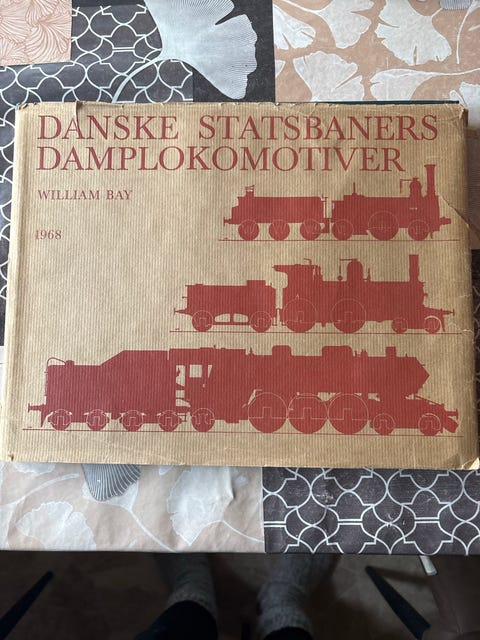 DANSKE STATSBANERS
DAMPLOKOMOTIVER
WILLIAM BAY
1968